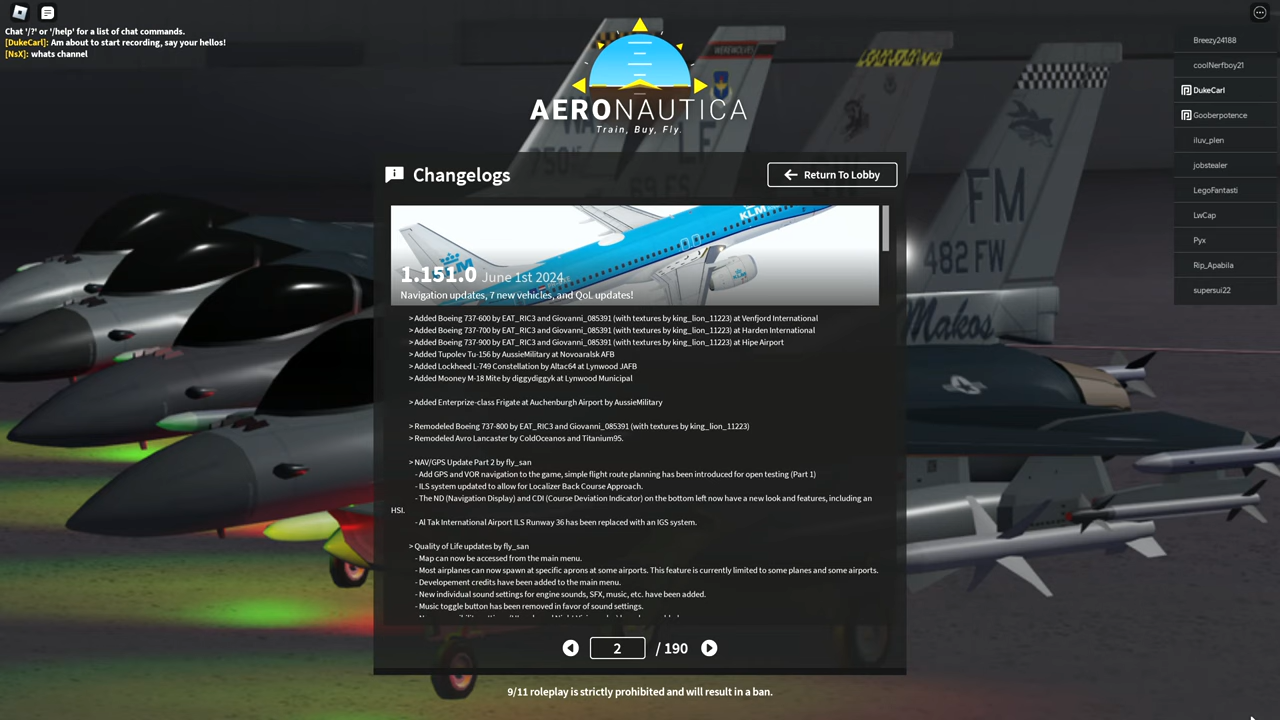 Chat '/?' or '/help' for a list of chat commands.
[DukeCarl]: Am about to start recording, say your hellos!
[NsX]: whats channel
WEREWOLVES
AERONAUTICA
Train, Buy, Fly.
Breezy24188
coolNerfboy21
DukeCarl
Gooberpotence
iluv_plen
jobstealer
LegoFantasti
LwCap
Pyx
Rip_Apabila
supersui22
LF
69 FS
FM
482 FW
Makos
Changelogs
Return To Lobby
KLM
KLM
1.151.0 June 1st 2024
Navigation updates, 7 new vehicles, and QoL updates!
> Added Boeing 737-600 by EAT_RIC3 and Giovanni_085391 (with textures by king_lion_11223) at Venfjord International
> Added Boeing 737-700 by EAT_RIC3 and Giovanni_085391 (with textures by king_lion_11223) at Harden International
> Added Boeing 737-900 by EAT_RIC3 and Giovanni_085391 (with textures by king_lion_11223) at Hipe Airport
> Added Tupolev Tu-156 by AussieMilitary at Novoaralsk AFB
> Added Lockheed L-749 Constellation by Altac64 at Lynwood JAFB
> Added Mooney M-18 Mite by diggydiggyk at Lynwood Municipal
> Added Enterprize-class Frigate at Auchenburgh Airport by AussieMilitary
> Remodeled Boeing 737-800 by EAT_RIC3 and Giovanni_085391 (with textures by king_lion_11223)
> Remodeled Avro Lancaster by ColdOceanos and Titanium95.
> NAV/GPS Update Part 2 by fly_san
- Add GPS and VOR navigation to the game, simple flight route planning has been introduced for open testing (Part 1)
- ILS system updated to allow for Localizer Back Course Approach.
- The ND (Navigation Display) and CDI (Course Deviation Indicator) on the bottom left now have a new look and features, including an
HSI.
- Al Tak International Airport ILS Runway 36 has been replaced with an IGS system.
> Quality of Life updates by fly_san
- Map can now be accessed from the main menu.
- Most airplanes can now spawn at specific aprons at some airports. This feature is currently limited to some planes and some airports.
- Developement credits have been added to the main menu.
- New individual sound settings for engine sounds, SFX, music, etc. have been added.
- Music toggle button has been removed in favor of sound settings.
2 / 190
9/11 roleplay is strictly prohibited and will result in a ban.